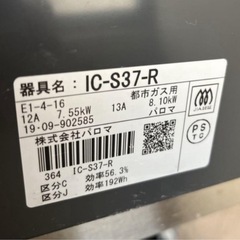 器具名：IC-S37-R
E1-4-16 都市ガス用
12A 7.55kW 13A 8.10kW
19·09-902585 パロマ
株式会社パロマ
PS
TG
364 IC-S37-R
区分C 効率56.3%
区分J 効率192Wh